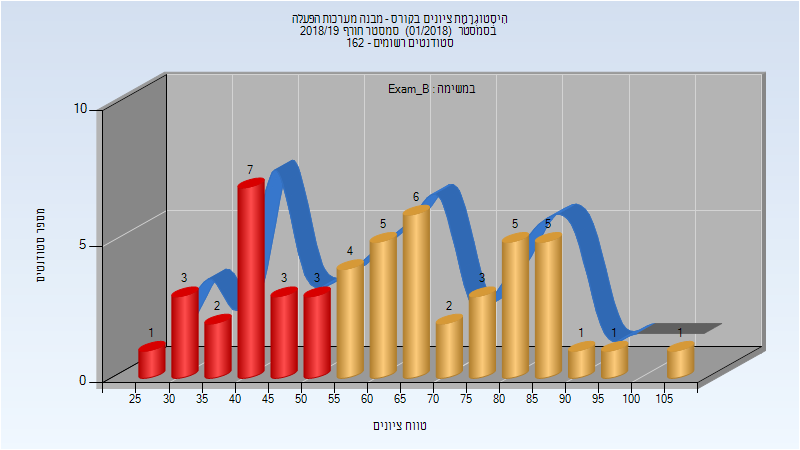 היסטוגרמת ציונים בקורס - מבנה מערכות הפעלה
בסמסטר (01/2018) סמסטר חורף 2018/19
סטודנטים רשומים - 162
במשימה : Exam_B
מספר סטודנטים
10
5
0
1 3 2 7 3 3 4 5 6 2 3 5 5 1 1 1
25 30 35 40 45 50 55 60 65 70 75 80 85 90 95 100 105
טווח ציונים